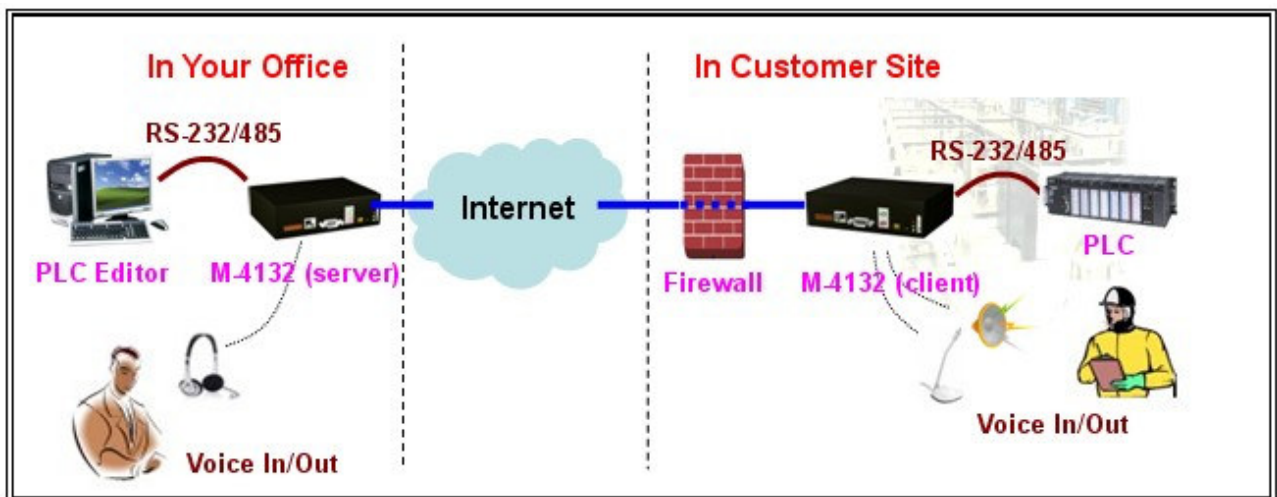 In Your Office
In Customer Site
RS-232/485
RS-232/485
Internet
PLC Editor
M-4132 (server)
Firewall
M-4132 (client)
PLC
Voice In/Out
Voice In/Out